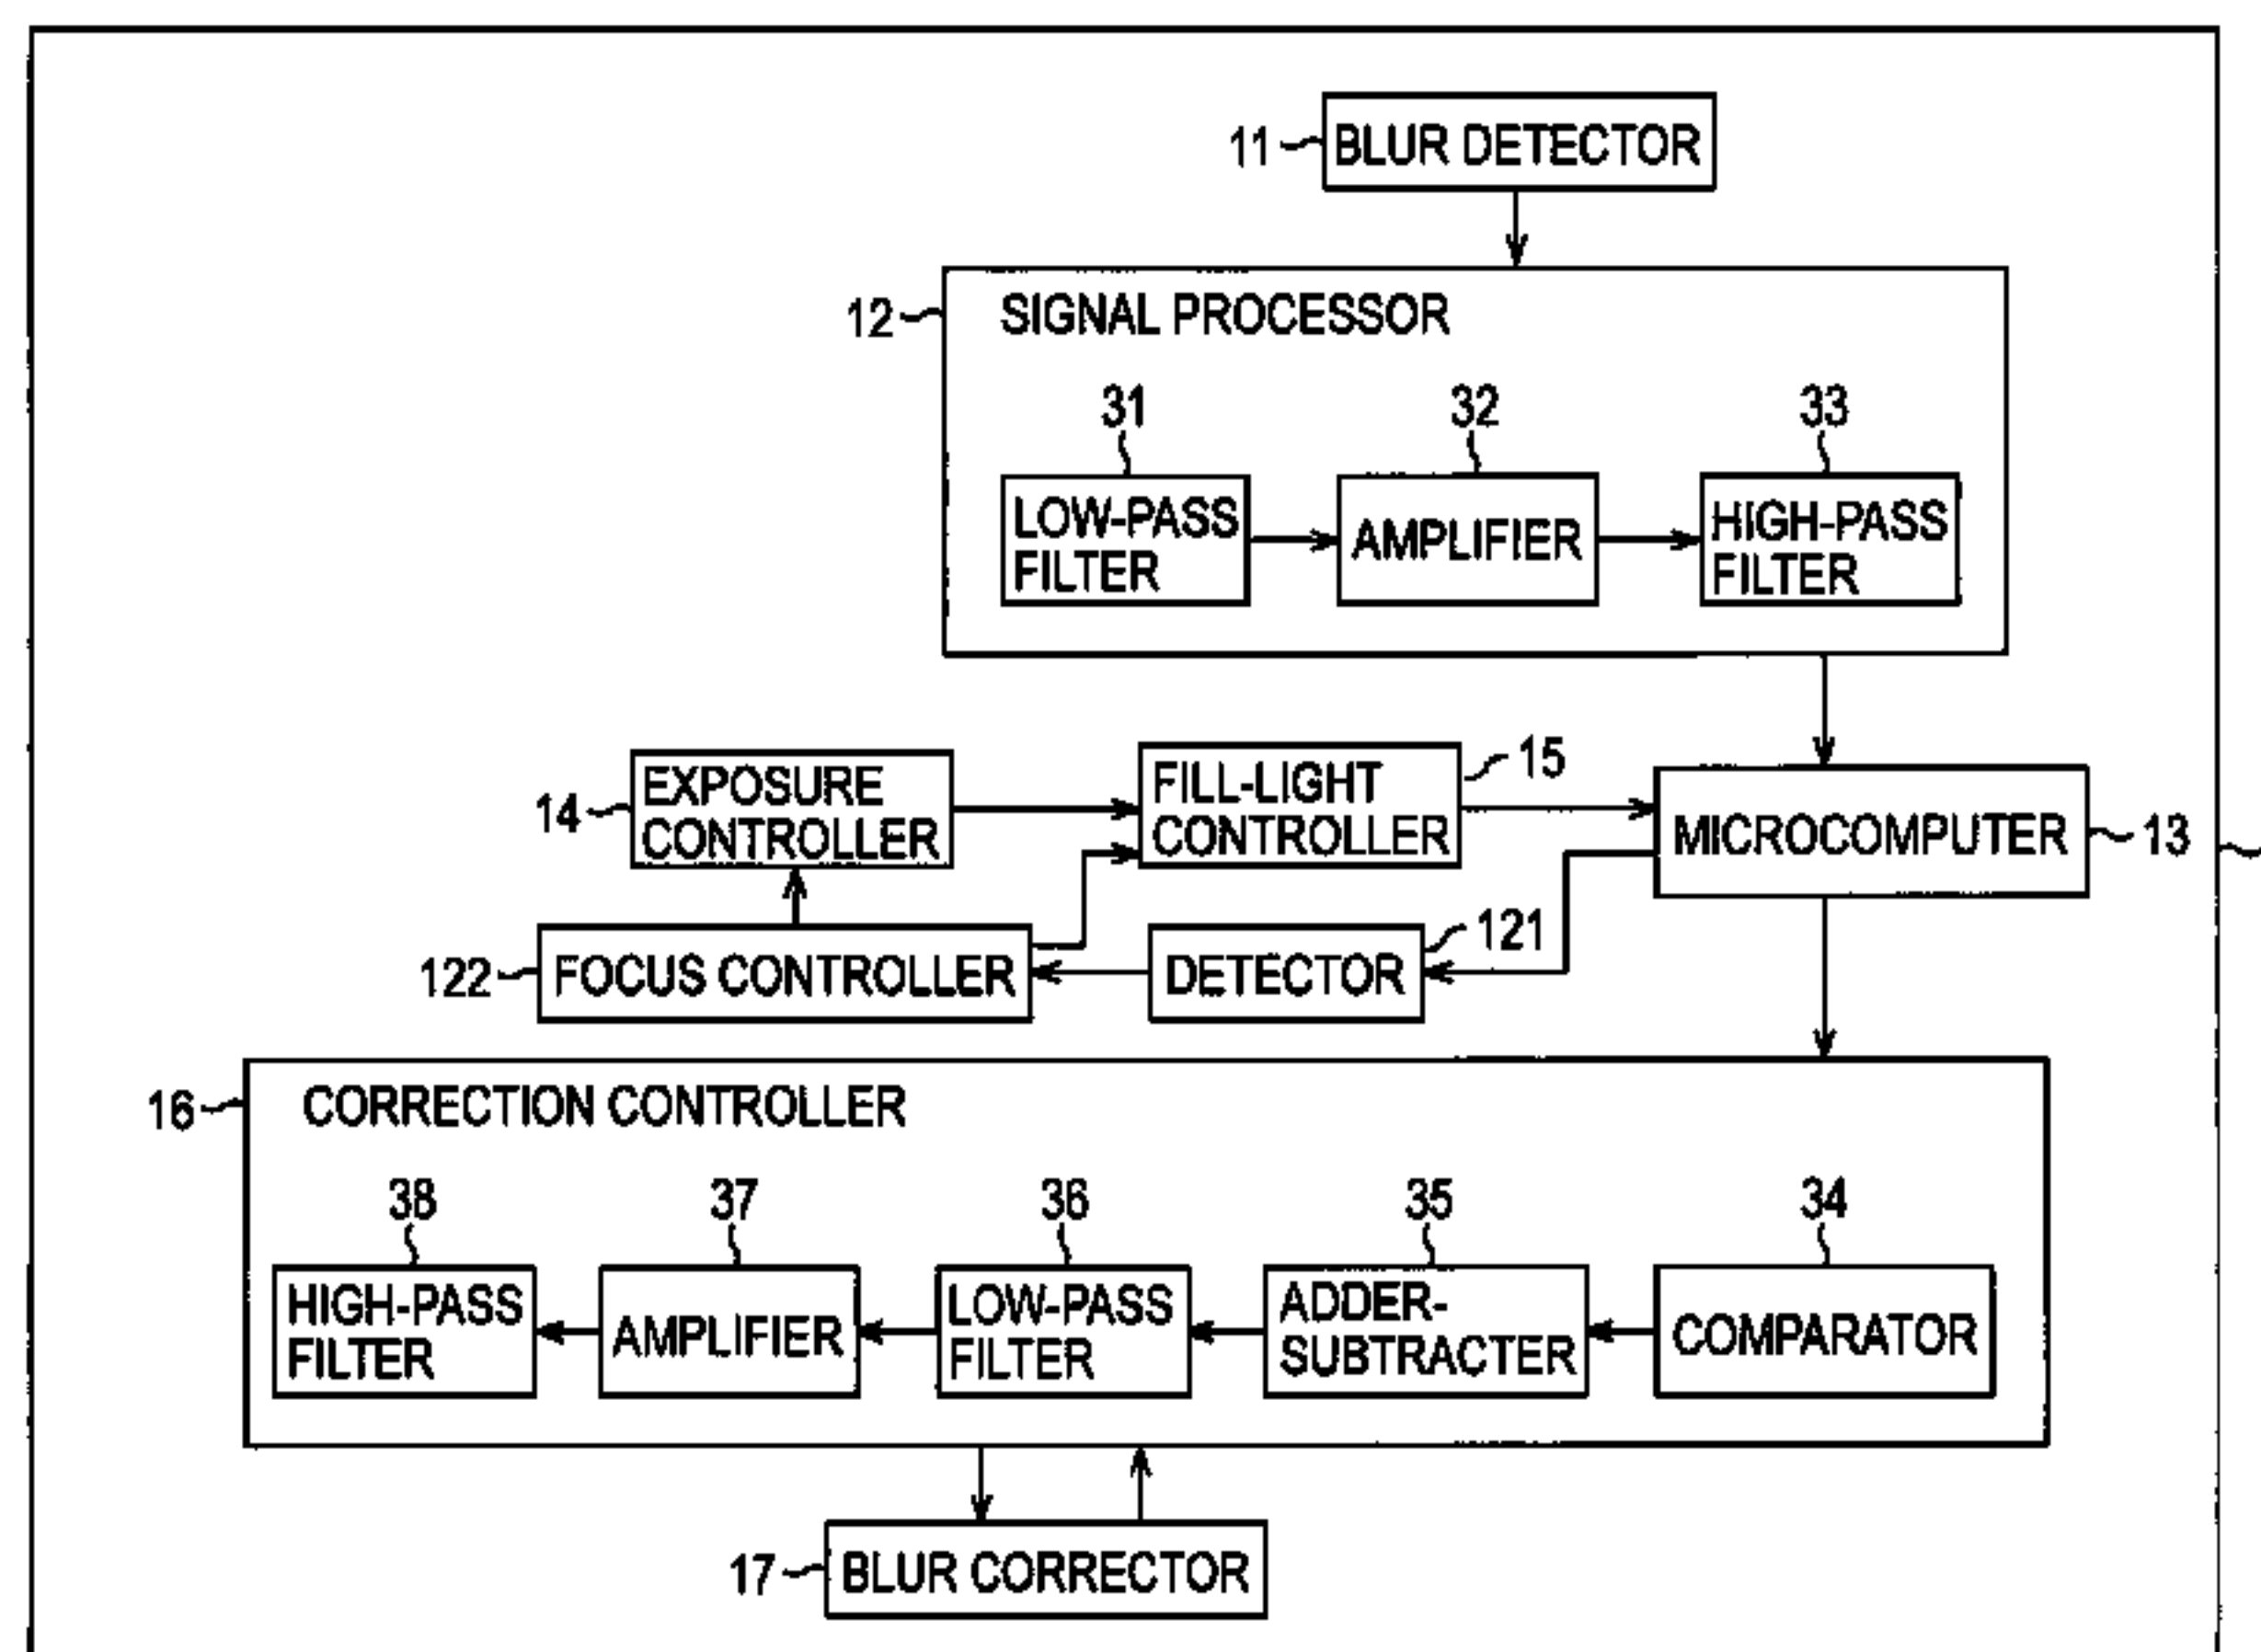 11
BLUR DETECTOR
12
SIGNAL PROCESSOR
31
32
33
LOW-PASS
FILTER
AMPLIFIER
HIGH-PASS
FILTER
14
EXPOSURE
CONTROLLER
FILL-LIGHT
CONTROLLER
15
MICROCOMPUTER
13
122
FOCUS CONTROLLER
DETECTOR
121
16
CORRECTION CONTROLLER
38
37
36
35
34
HIGH-PASS
FILTER
AMPLIFIER
LOW-PASS
FILTER
ADDER-
SUBTRACTER
COMPARATOR
17
BLUR CORRECTOR